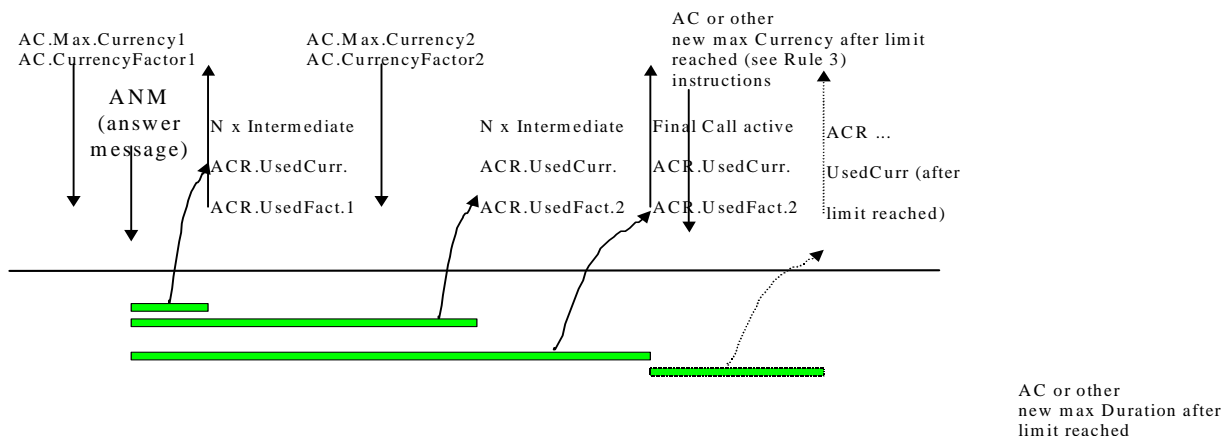 AC.Max.Currency1
AC.CurrencyFactor1
ANM
(answer
message)
N x Intermediate
ACR.UsedCurr.
ACR.UsedFact.1
AC.Max.Currency2
AC.CurrencyFactor2
N x Intermediate
ACR.UsedCurr.
ACR.UsedFact.2
AC or other
new max Currency after limit
reached (see Rule 3)
instructions
Final Call active
ACR.UsedCurr.
ACR.UsedFact.2
ACR ...
UsedCurr (after
limit reached)
AC or other
new max Duration after
limit reached